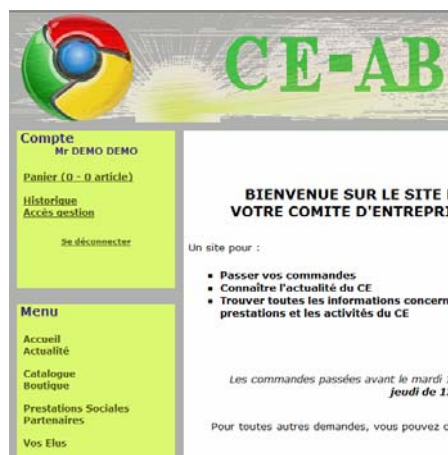 CE-AB
Compte
Mr DEMO DEMO
Panier (0 - 0 article)
Historique
Accès gestion
Se déconnecter
Menu
Accueil
Actualité
Catalogue
Boutique
Prestations Sociales
Partenaires
Vos Elus
BIENVENUE SUR LE SITE
VOTRE COMITE D'ENTREPRI
Un site pour :
Passer vos commandes
Connaître l'actualité du CE
Trouver toutes les informations concern
prestations et les activités du CE
Les commandes passées avant le mardi
jeudi de 1
Pour toutes autres demandes, vous pouvez